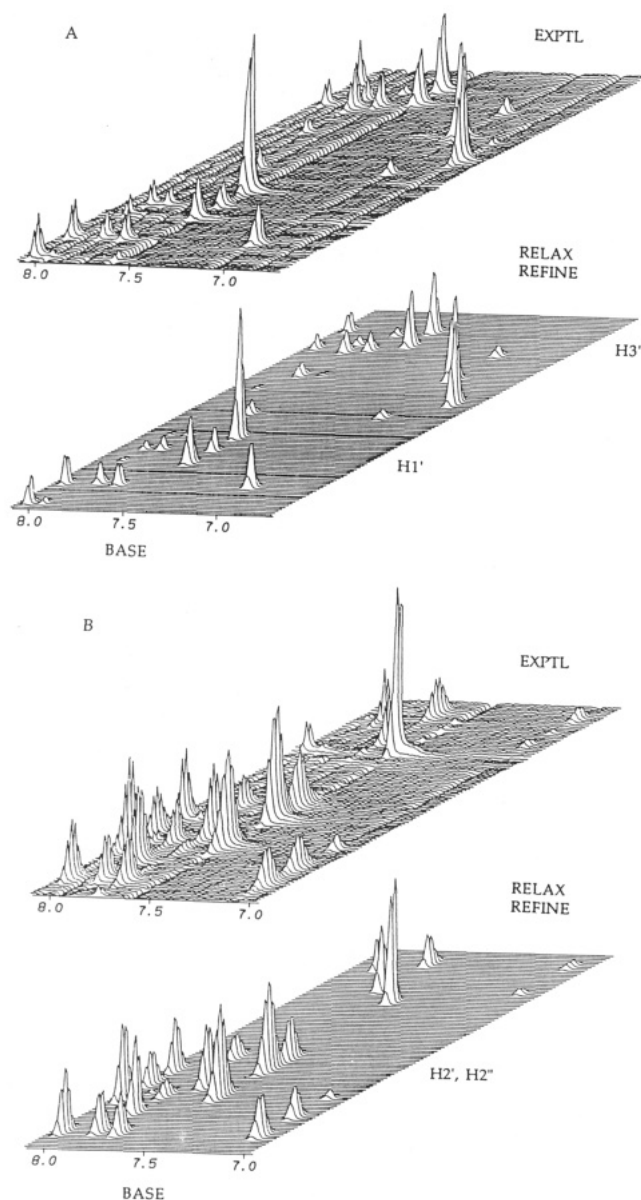 A
EXPTL
8.0 7.5 7.0
RELAX
REFINE
H3'
H1'
8.0 7.5 7.0
BASE
B
EXPTL
8.0 7.5 7.0
RELAX
REFINE
H2', H2"
8.0 7.5 7.0
BASE